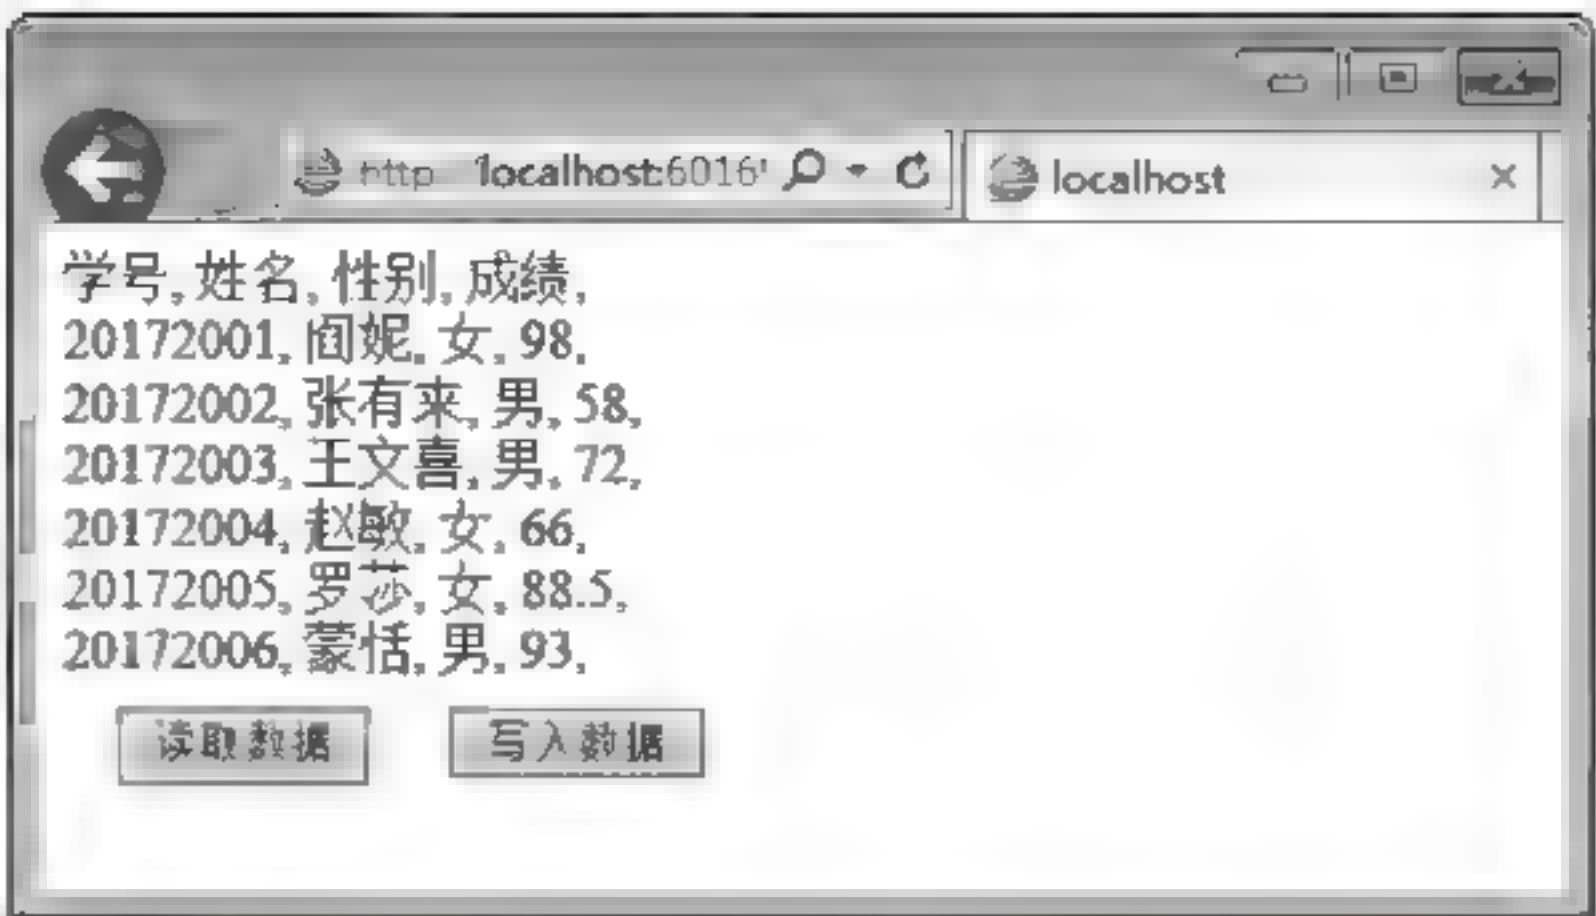 http localhost:6016 localhost
学号,姓名,性别,成绩,
20172001,阎妮,女,98,
20172002,张有来,男,58,
20172003,王文喜,男,72,
20172004,赵敏,女,66,
20172005,罗莎,女,88.5,
20172006,蒙恬,男,93,
读取数据 写入数据